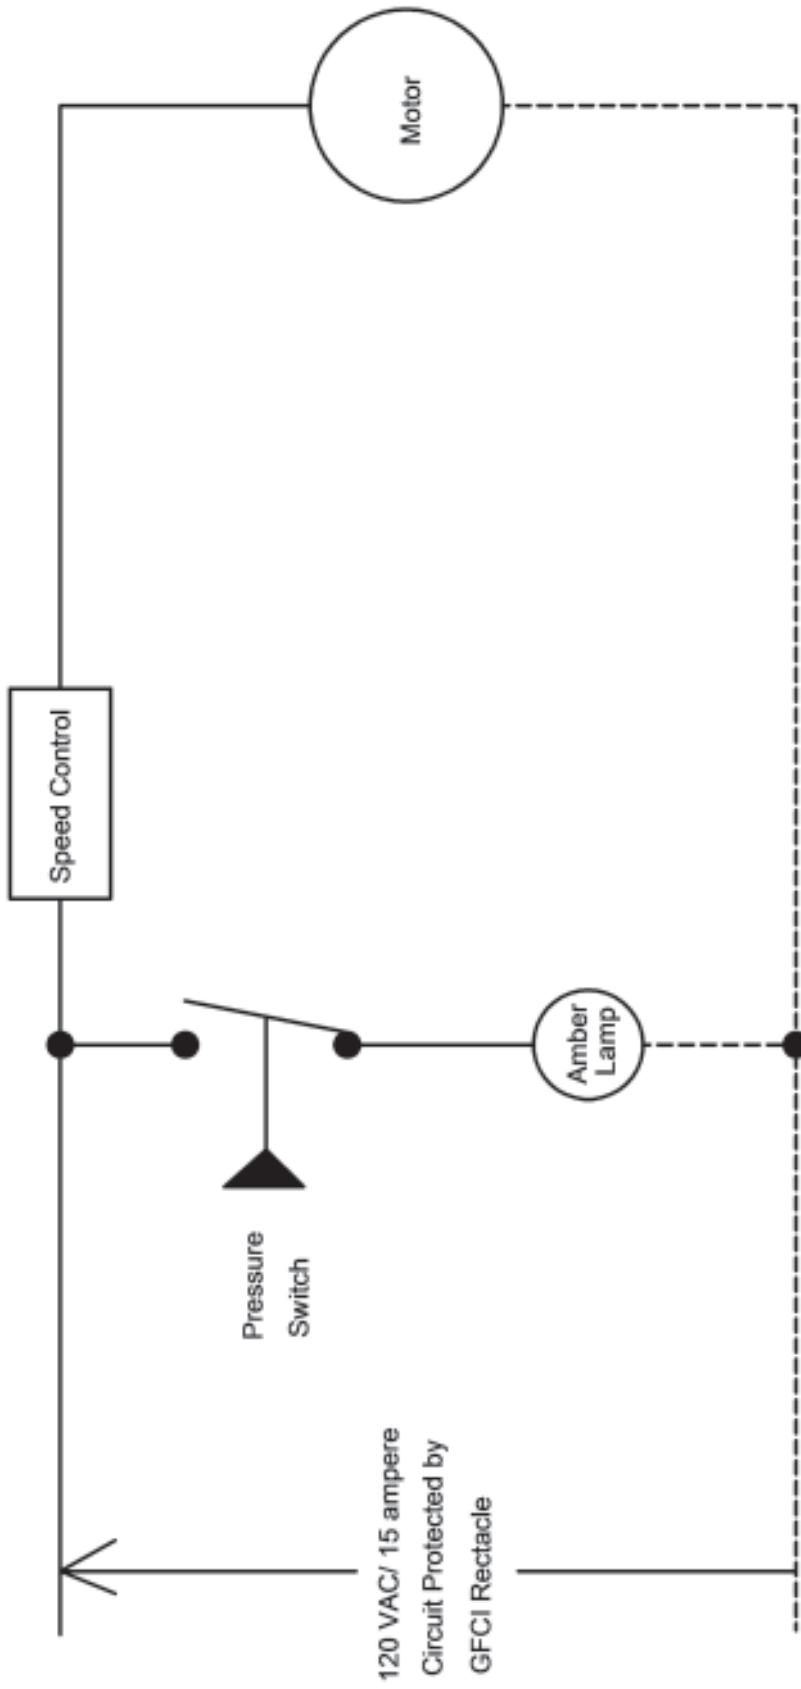 Motor
Speed Control
Amber
Lamp
Pressure
Switch
120 VAC/ 15 ampere
Circuit Protected by
GFCI Rectacle